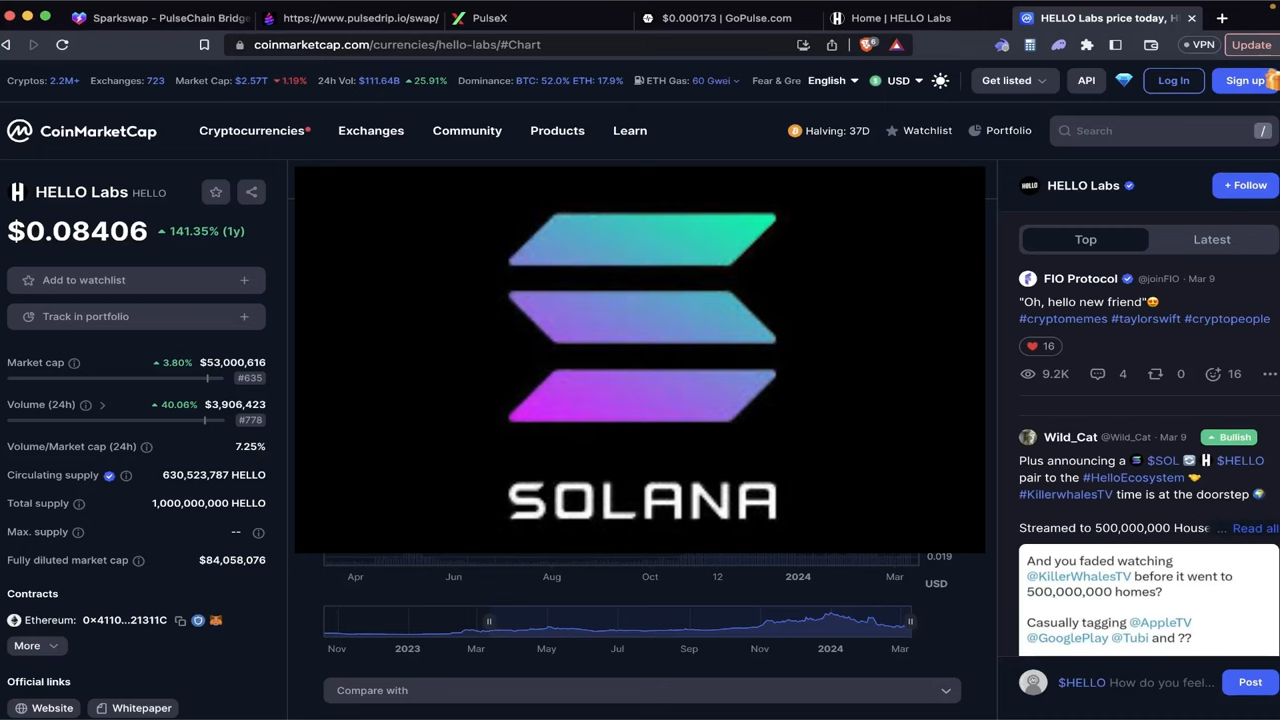 Sparkswap - PulseChain Bridge
https://www.pulsedrip.io/swap/
PulseX
$0.000173 | GoPulse.com
Home | HELLO Labs
HELLO Labs price today, H
coinmarketcap.com/currencies/hello-labs/#Chart
6
VPN
Update
Cryptos: 2.2M+ Exchanges: 723 Market Cap: $2.57T 1.19% 24h Vol: $111.64B 25.91% Dominance: BTC: 52.0% ETH: 17.9% ETH Gas: 60 Gwei Fear & Gre
English
USD
Get listed
API
Log In
Sign up
CoinMarketCap
Cryptocurrencies
Exchanges
Community
Products
Learn
Halving: 37D
Watchlist
Portfolio
Search
/
HELLO Labs HELLO
$0.08406 141.35% (1y)
Add to watchlist +
Track in portfolio +
Market cap 3.80% $53,000,616
#635
Volume (24h) 40.06% $3,906,423
#778
Volume/Market cap (24h) 7.25%
Circulating supply 630,523,787 HELLO
Total supply 1,000,000,000 HELLO
Max. supply --
Fully diluted market cap $84,058,076
Contracts
Ethereum: 0x4110...21311C
More
Official links
Website
Whitepaper
SOLANA
0.019
Apr Jun Aug Oct 12 2024 Mar
USD
Nov 2023 Mar May Jul Sep Nov 2024 Mar
Compare with
HELLO Labs
+ Follow
Top
Latest
FIO Protocol @joinFIO · Mar 9
"Oh, hello new friend"😍
#cryptomemes #taylorswift #cryptopeople
❤️ 16
9.2K 4 0 16 ...
Wild_Cat @Wild_Cat · Mar 9 Bullish
Plus announcing a $SOL 🔄 $HELLO
pair to the #HelloEcosystem 🤝
#KillerwhalesTV time is at the doorstep 🌍
Streamed to 500,000,000 House ... Read all
And you faded watching
@KillerWhalesTV before it went to
500,000,000 homes?
Casually tagging @AppleTV
@GooglePlay @Tubi and ??
$HELLO How do you feel...
Post